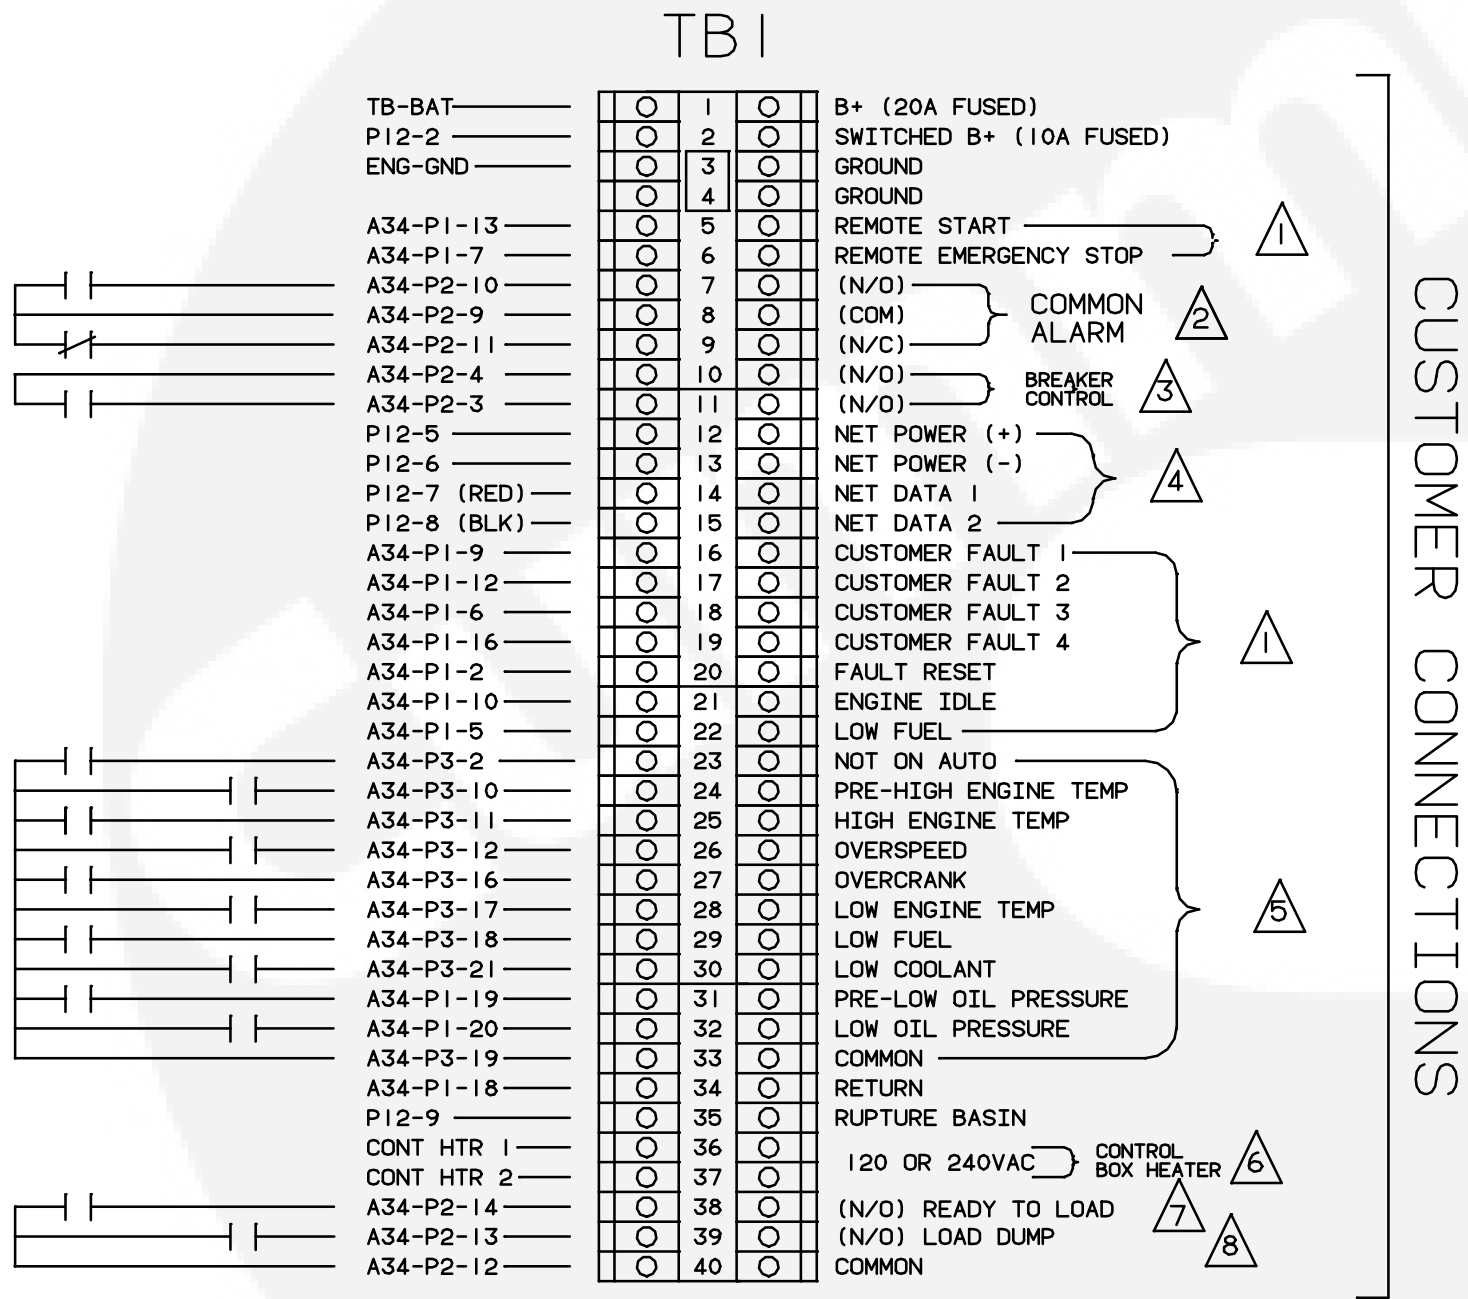 TB1
TB-BAT 1 B+ (20A FUSED)
P12-2 2 SWITCHED B+ (10A FUSED)
ENG-GND 3 GROUND
4 GROUND
A34-P1-13 5 REMOTE START
1
A34-P1-7 6 REMOTE EMERGENCY STOP
A34-P2-10 7 (N/O)
A34-P2-9 8 (COM)
COMMON
ALARM
2
A34-P2-11 9 (N/C)
A34-P2-4 10 (N/O)
BREAKER
CONTROL
3
A34-P2-3 11 (N/O)
P12-5 12 NET POWER (+)
P12-6 13 NET POWER (-)
4
P12-7 (RED) 14 NET DATA 1
P12-8 (BLK) 15 NET DATA 2
A34-P1-9 16 CUSTOMER FAULT 1
A34-P1-12 17 CUSTOMER FAULT 2
A34-P1-6 18 CUSTOMER FAULT 3
A34-P1-16 19 CUSTOMER FAULT 4
1
A34-P1-2 20 FAULT RESET
A34-P1-10 21 ENGINE IDLE
A34-P1-5 22 LOW FUEL
A34-P3-2 23 NOT ON AUTO
A34-P3-10 24 PRE-HIGH ENGINE TEMP
A34-P3-11 25 HIGH ENGINE TEMP
A34-P3-12 26 OVERSPEED
A34-P3-16 27 OVERCRANK
A34-P3-17 28 LOW ENGINE TEMP
5
A34-P3-18 29 LOW FUEL
A34-P3-21 30 LOW COOLANT
A34-P1-19 31 PRE-LOW OIL PRESSURE
A34-P1-20 32 LOW OIL PRESSURE
A34-P3-19 33 COMMON
A34-P1-18 34 RETURN
P12-9 35 RUPTURE BASIN
CONT HTR 1 36
120 OR 240VAC
CONTROL
BOX HEATER
6
CONT HTR 2 37
A34-P2-14 38 (N/O) READY TO LOAD
7
A34-P2-13 39 (N/O) LOAD DUMP
8
A34-P2-12 40 COMMON
CUSTOMER CONNECTIONS